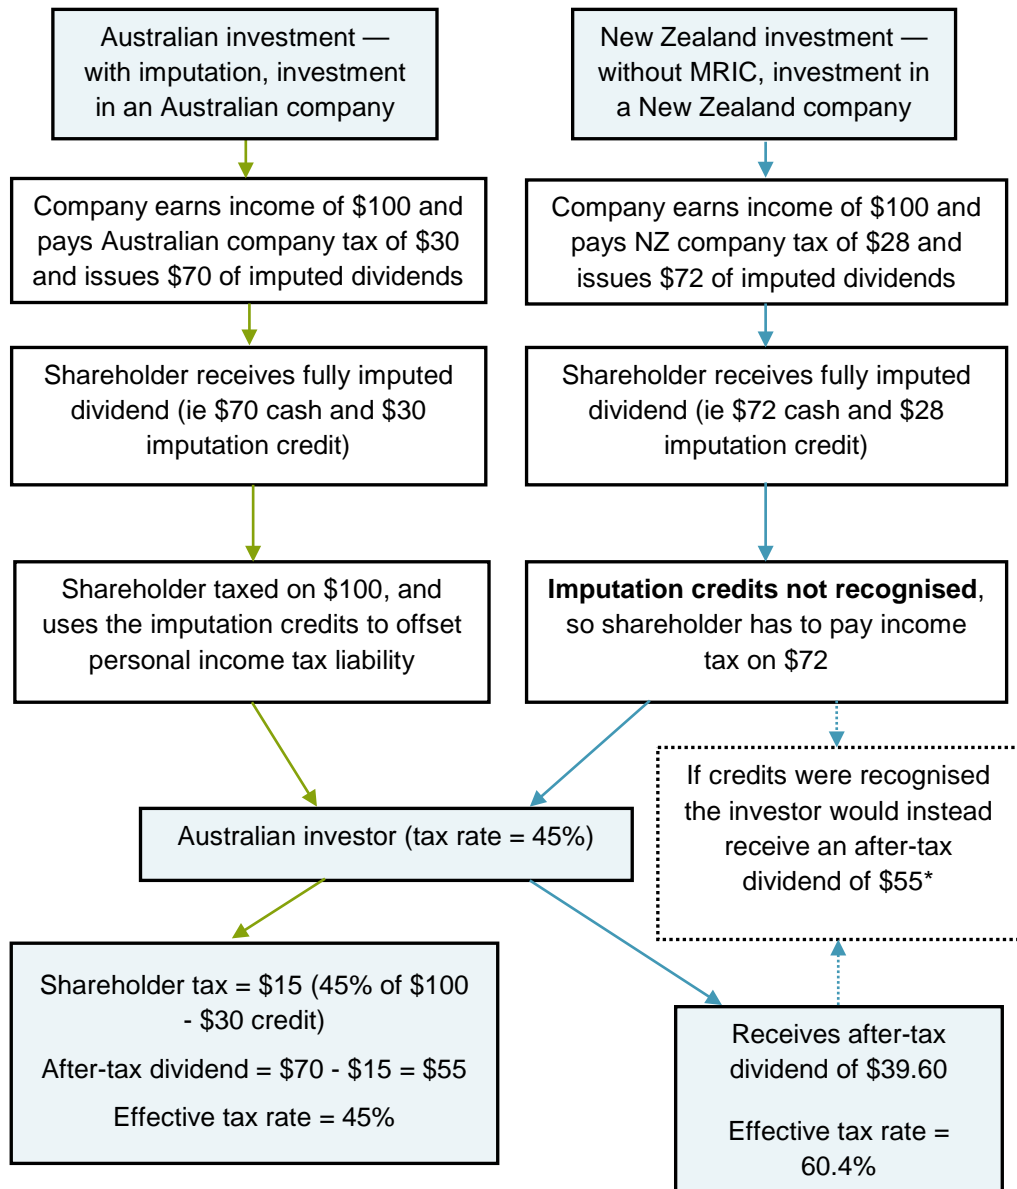 Australian investment —
with imputation, investment
in an Australian company
New Zealand investment —
without MRIC, investment in
a New Zealand company
Company earns income of $100 and
pays Australian company tax of $30
and issues $70 of imputed dividends
Company earns income of $100 and
pays NZ company tax of $28 and
issues $72 of imputed dividends
Shareholder receives fully imputed
dividend (ie $70 cash and $30
imputation credit)
Shareholder receives fully imputed
dividend (ie $72 cash and $28
imputation credit)
Shareholder taxed on $100, and
uses the imputation credits to offset
personal income tax liability
Imputation credits not recognised,
so shareholder has to pay income
tax on $72
If credits were recognised
the investor would instead
receive an after-tax
dividend of $55*
Australian investor (tax rate = 45%)
Shareholder tax = $15 (45% of $100
- $30 credit)
After-tax dividend = $70 - $15 = $55
Effective tax rate = 45%
Receives after-tax
dividend of $39.60
Effective tax rate =
60.4%